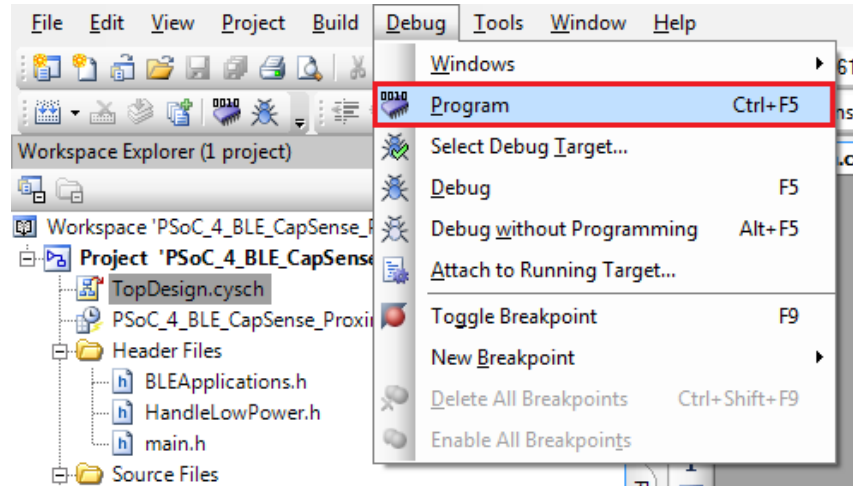 File Edit View Project Build Debug Tools Window Help
Windows
Program Ctrl+F5
Select Debug Target...
Debug F5
Debug without Programming Alt+F5
Attach to Running Target...
Toggle Breakpoint F9
New Breakpoint
Delete All Breakpoints Ctrl+Shift+F9
Enable All Breakpoints
Workspace Explorer (1 project)
Workspace 'PSoC_4_BLE_CapSense_
Project 'PSoC_4_BLE_CapSense
TopDesign.cysch
PSoC_4_BLE_CapSense_Proxi
Header Files
BLEApplications.h
HandleLowPower.h
main.h
Source Files